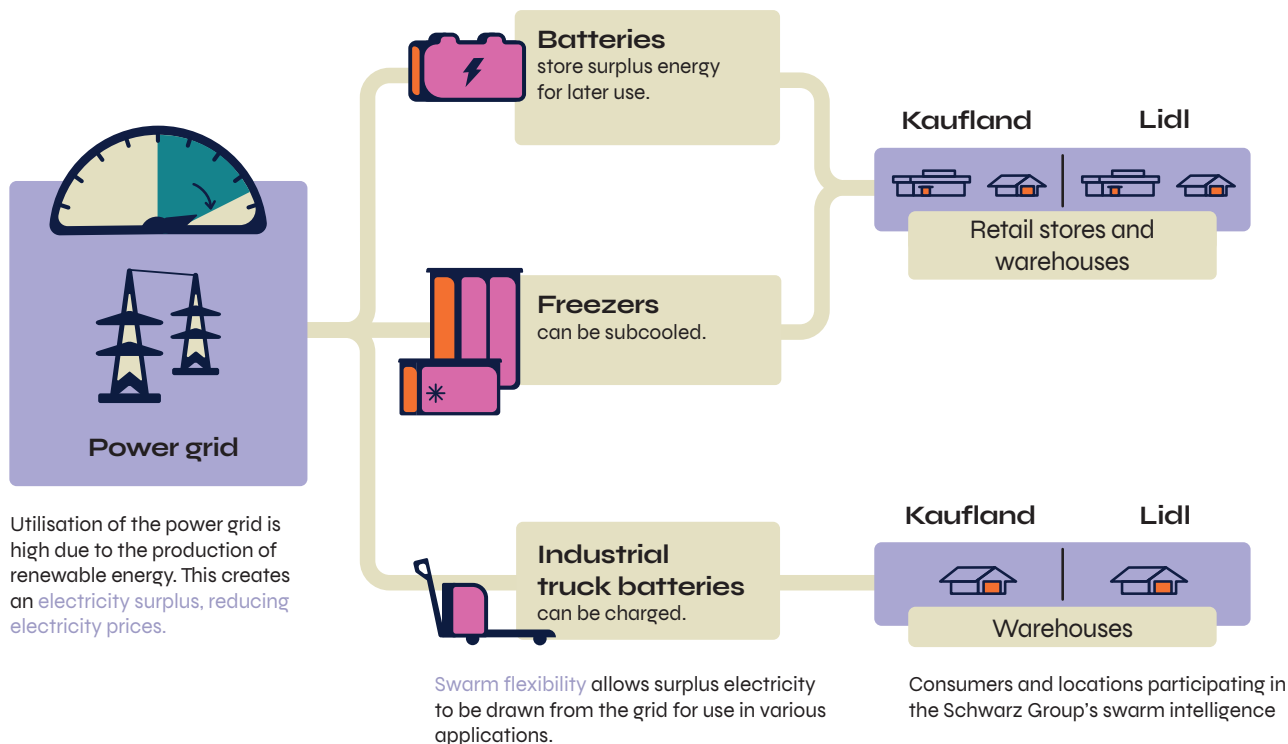 Batteries
store surplus energy
for later use.
Kaufland
Lidl
Retail stores and
warehouses
Freezers
can be subcooled.
Power grid
Utilisation of the power grid is
high due to the production of
renewable energy. This creates
an electricity surplus, reducing
electricity prices.
Industrial
truck batteries
can be charged.
Kaufland
Lidl
Warehouses
Swarm flexibility allows surplus electricity
to be drawn from the grid for use in various
applications.
Consumers and locations participating in
the Schwarz Group’s swarm intelligence